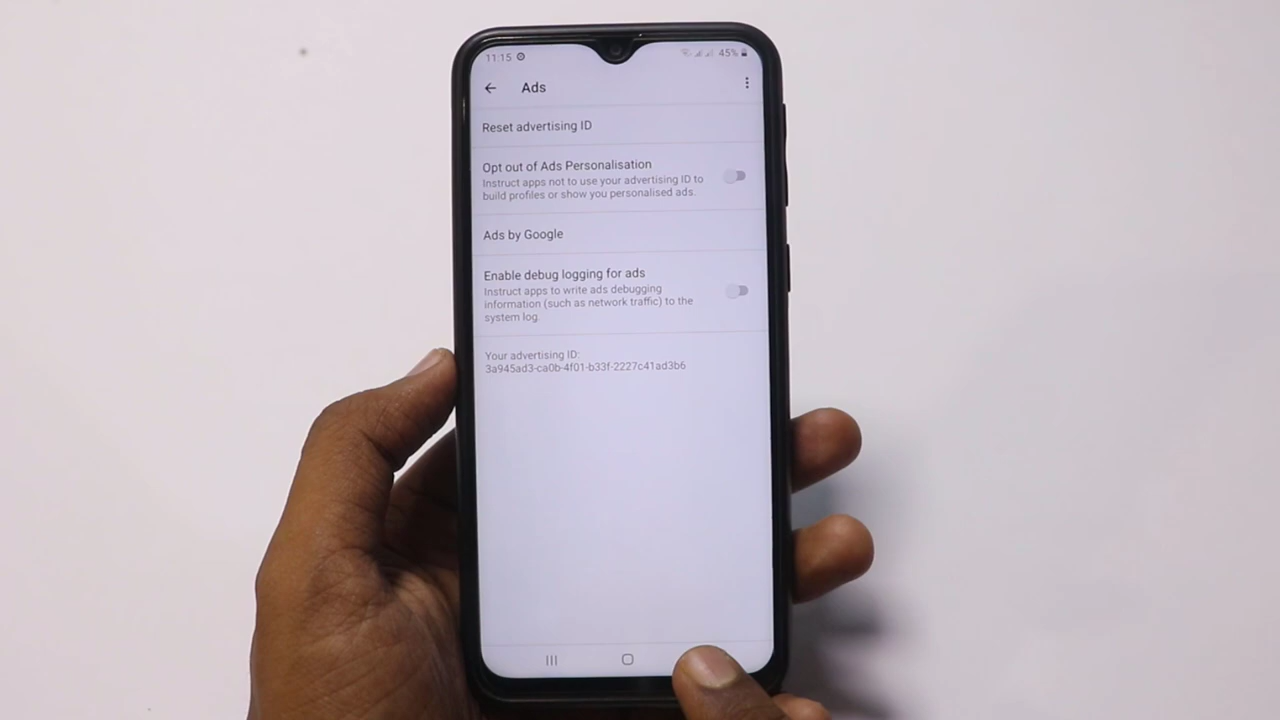 11:15
45%
Ads
Reset advertising ID
Opt out of Ads Personalisation
Instruct apps not to use your advertising ID to
build profiles or show you personalised ads.
Ads by Google
Enable debug logging for ads
Instruct apps to write ads debugging
information (such as network traffic) to the
system log.
Your advertising ID:
3a945ad3-ca0b-4f01-b33f-2227c41ad3b6